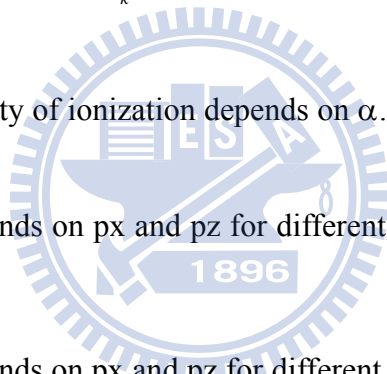 k
ty of ionization depends on α.
ES A
nds on px and pz for different
1896
nds on px and pz for different